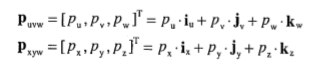 p_uvw = [p_u, p_v, p_w]^T = p_u · i_u + p_v · j_v + p_w · k_w
p_xyw = [p_x, p_y, p_z]^T = p_x · i_x + p_y · j_y + p_z · k_z